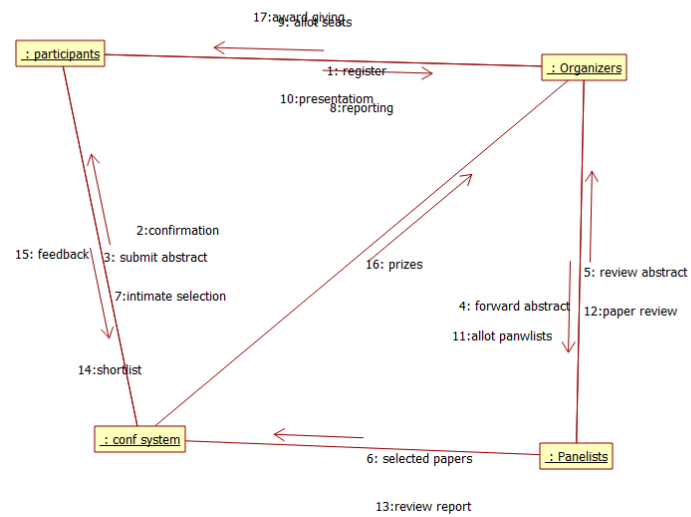 17:award giving
9: allot seats
: participants
: Organizers
1: register
10:presentatiom
8:reporting
2:confirmation
15: feedback
3: submit abstract
16: prizes
5: review abstract
7:intimate selection
4: forward abstract
12:paper review
11:allot panwlists
14:shortlist
: conf system
6: selected papers
: Panelists
13:review report